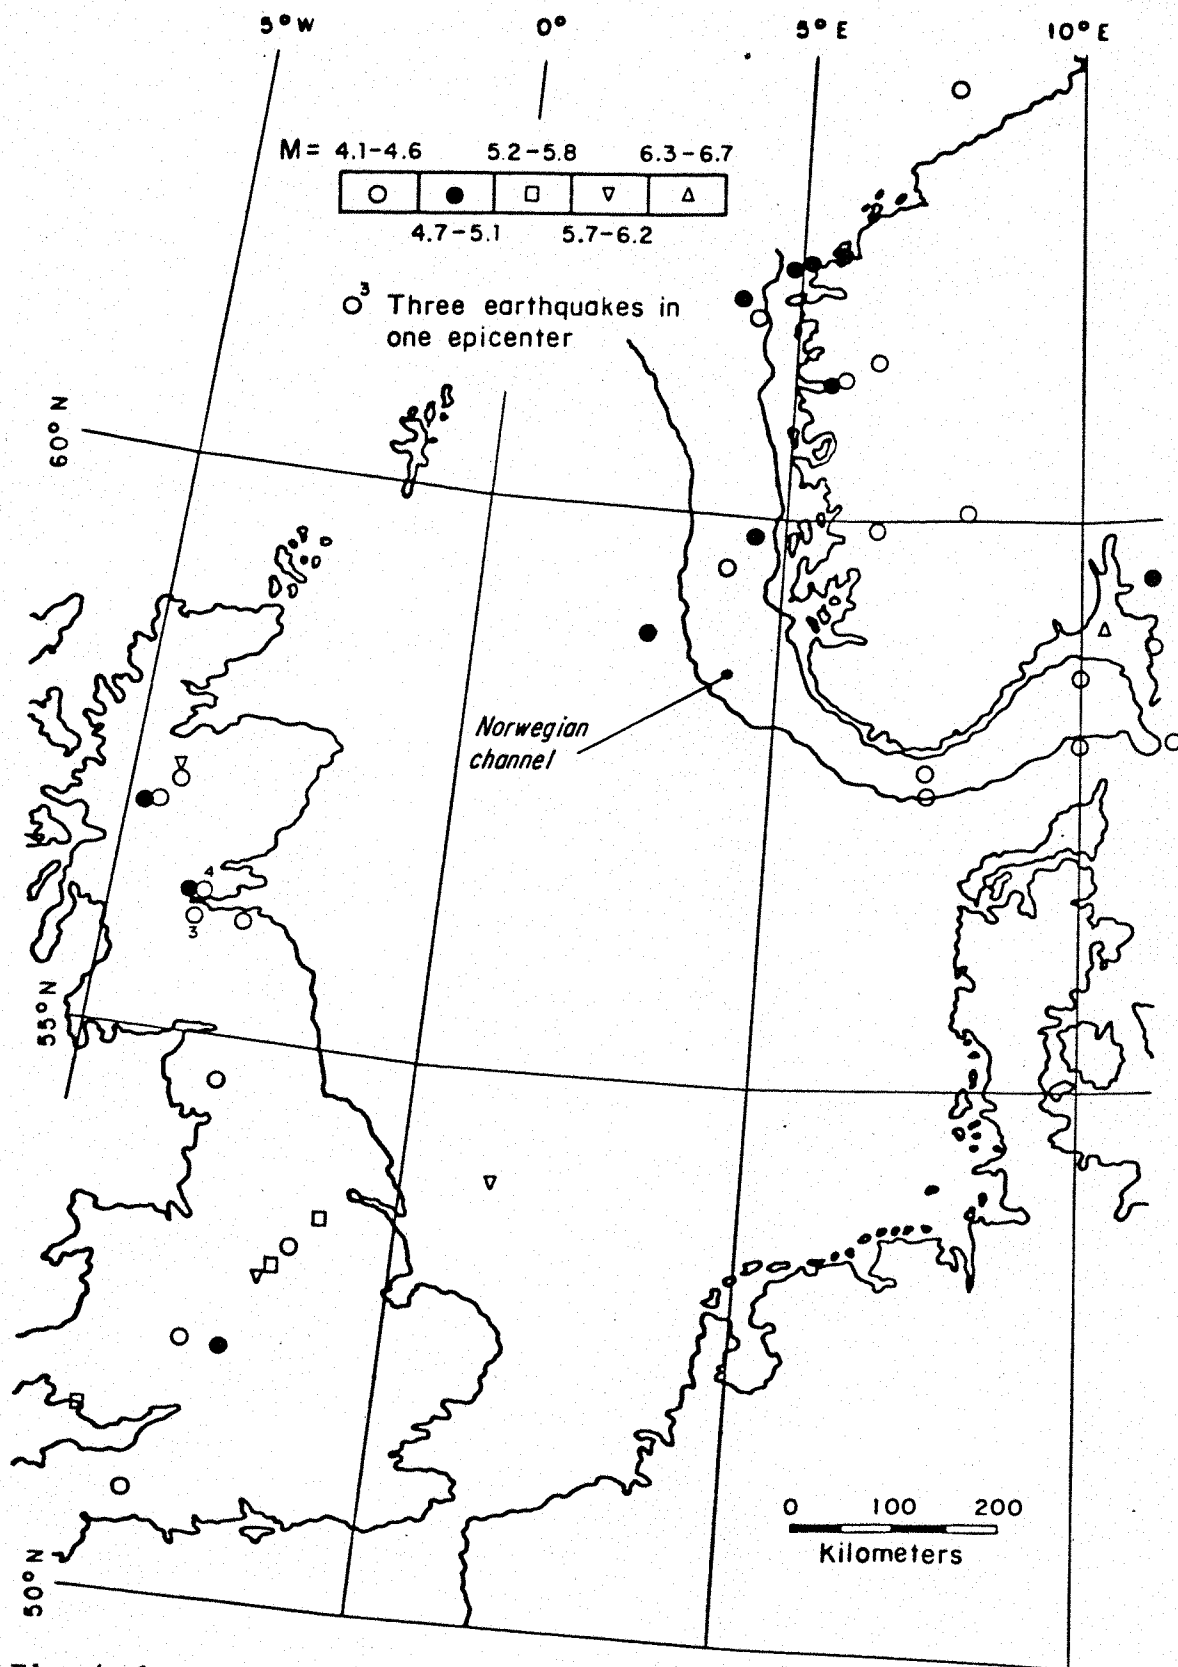 5° W 0° 5° E 10° E
M= 4.1-4.6 5.2-5.8 6.3-6.7
4.7-5.1 5.7-6.2
3 Three earthquakes in
one epicenter
60° N
Norwegian
channel
4
3
55° N
0 100 200
Kilometers
50° N